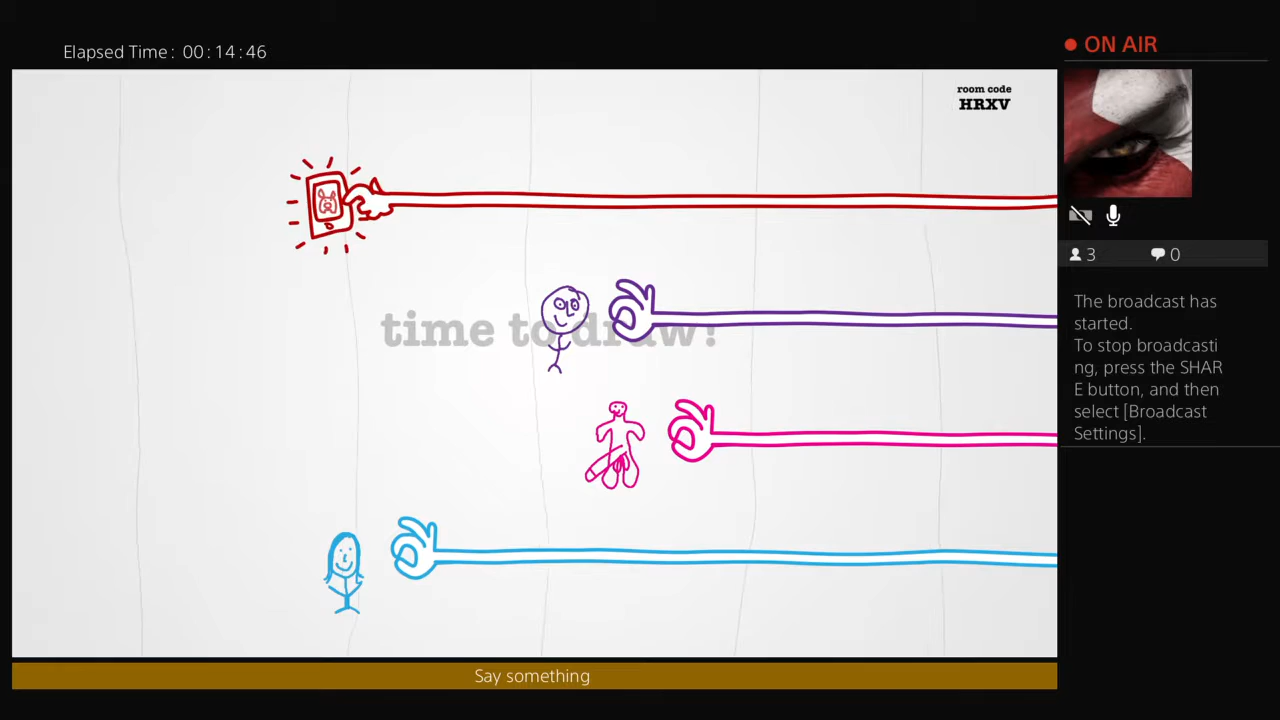 Elapsed Time: 00:14:46
ON AIR
room code
HRXV
3
0
The broadcast has
started.
To stop broadcasti
ng, press the SHAR
E button, and then
select [Broadcast
Settings].
time to draw!
Say something